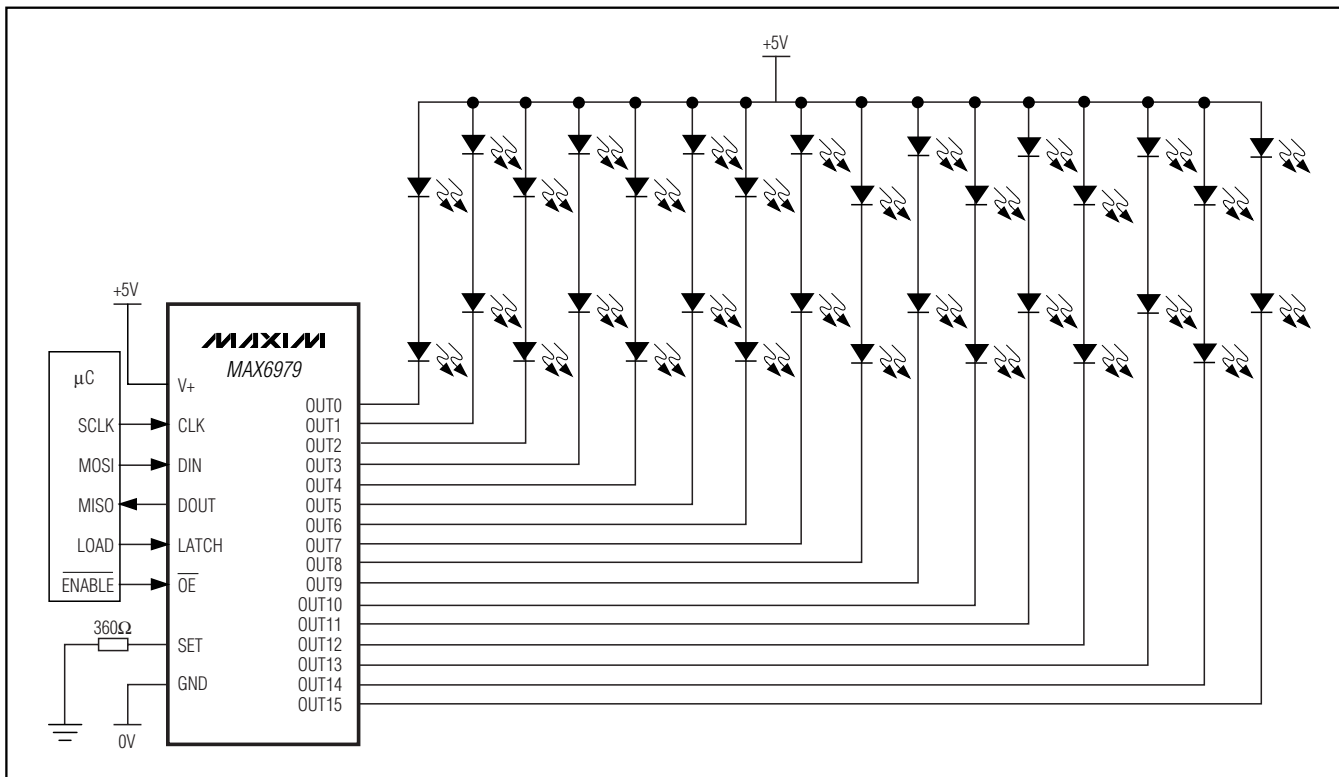 +5V
+5V
MAXIM
MAX6979
µC
V+
SCLK
CLK
MOSI
DIN
MISO
DOUT
LOAD
LATCH
ENABLE
OE
360Ω
SET
GND
0V
OUT0
OUT1
OUT2
OUT3
OUT4
OUT5
OUT6
OUT7
OUT8
OUT9
OUT10
OUT11
OUT12
OUT13
OUT14
OUT15